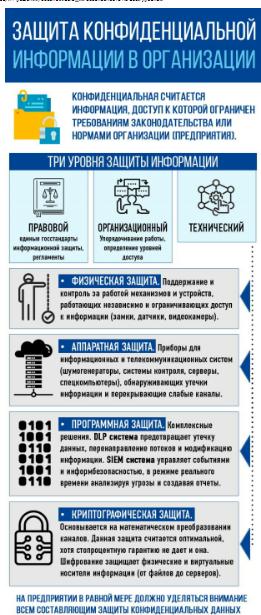 ЗАЩИТА КОНФИДЕНЦИАЛЬНОЙ
ИНФОРМАЦИИ В ОРГАНИЗАЦИИ
КОНФИДЕНЦИАЛЬНАЯ СЧИТАЕТСЯ
ИНФОРМАЦИЯ, ДОСТУП К КОТОРОЙ ОГРАНИЧЕН
ТРЕБОВАНИЯМ ЗАКОНОДАТЕЛЬСТВА ИЛИ
НОРМАМИ ОРГАНИЗАЦИИ (ПРЕДПРИЯТИЯ).
ТРИ УРОВНЯ ЗАЩИТЫ ИНФОРМАЦИИ
ПРАВОВОЙ
единые госстандарты
информационной защиты,
регламенты
ОРГАНИЗАЦИОННЫЙ
Упорядочивание работы,
определение уровней
доступа
ТЕХНИЧЕСКИЙ
• ФИЗИЧЕСКАЯ ЗАЩИТА. Поддержание и
контроль за работой механизмов и устройств,
работающих независимо и ограничивающих доступ
к информации (замки, датчики, видеокамеры).
• АППАРАТНАЯ ЗАЩИТА. Приборы для
информационных и телекоммуникационных систем
(шумогенераторы, системы контроля, серверы,
спецкомпьютеры), обнаруживающих утечки
информации и перекрывающие слабые каналы.
• ПРОГРАММНАЯ ЗАЩИТА. Комплексные
решения. DLP система предотвращает утечку
данных, перенаправлению потоков и модификацию
информации. SIEM система управляет событиями
и информбезопасностью, в режиме реального
времени анализируя угрозы и создавая отчеты.
• КРИПТОГРАФИЧЕСКАЯ ЗАЩИТА.
Основывается на математическом преобразовании
каналов. Данная защита считается оптимальной,
хотя стопроцентную гарантию не дает и она.
Шифрование защищает физические и виртуальные
носители информации (от файлов до серверов).
НА ПРЕДПРИЯТИИ В РАВНОЙ МЕРЕ ДОЛЖНО УДЕЛЯТЬСЯ ВНИМАНИЕ
ВСЕМ СОСТАВЛЯЮЩИМ ЗАЩИТЫ КОНФИДЕНЦИАЛЬНЫХ ДАННЫХ